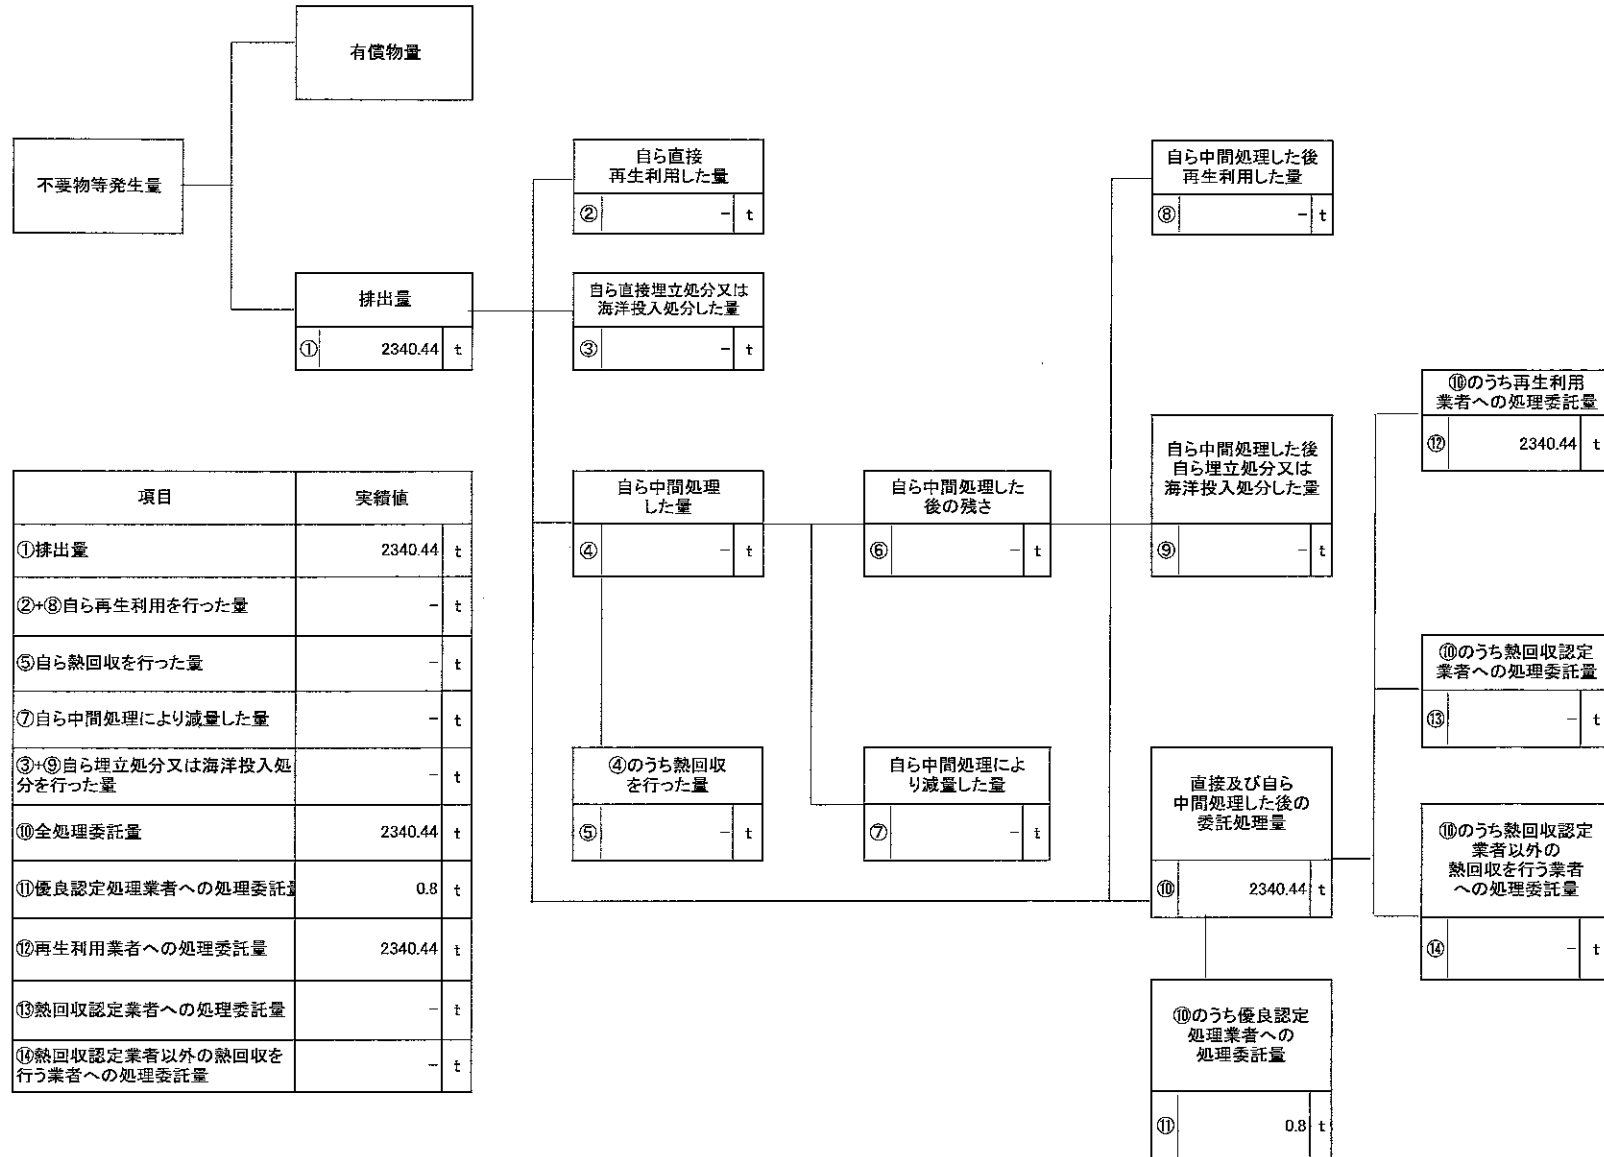 有償物量
不要物等発生量
排出量
① 2340.44 t
自ら直接
再生利用した量
② − t
自ら直接埋立処分又は
海洋投入処分した量
③ − t
自ら中間処理
した量
④ − t
④のうち熱回収
を行った量
⑤ − t
自ら中間処理した
後の残さ
⑥ − t
自ら中間処理によ
り減量した量
⑦ − t
自ら中間処理した後
再生利用した量
⑧ − t
自ら中間処理した後
自ら埋立処分又は
海洋投入処分した量
⑨ − t
直接及び自ら
中間処理した後の
委託処理量
⑩ 2340.44 t
⑩のうち優良認定
処理業者への
処理委託量
⑪ 0.8 t
⑩のうち再生利用
業者への処理委託量
⑫ 2340.44 t
⑩のうち熱回収認定
業者への処理委託量
⑬ − t
⑩のうち熱回収認定
業者以外の
熱回収を行う業者
への処理委託量
⑭ − t
項目 実績値
①排出量 2340.44 t
②+⑧自ら再生利用を行った量 − t
⑤自ら熱回収を行った量 − t
⑦自ら中間処理により減量した量 − t
③+⑨自ら埋立処分又は海洋投入処
分を行った量 − t
⑩全処理委託量 2340.44 t
⑪優良認定処理業者への処理委託量 0.8 t
⑫再生利用業者への処理委託量 2340.44 t
⑬熱回収認定業者への処理委託量 − t
⑭熱回収認定業者以外の熱回収を
行う業者への処理委託量 − t